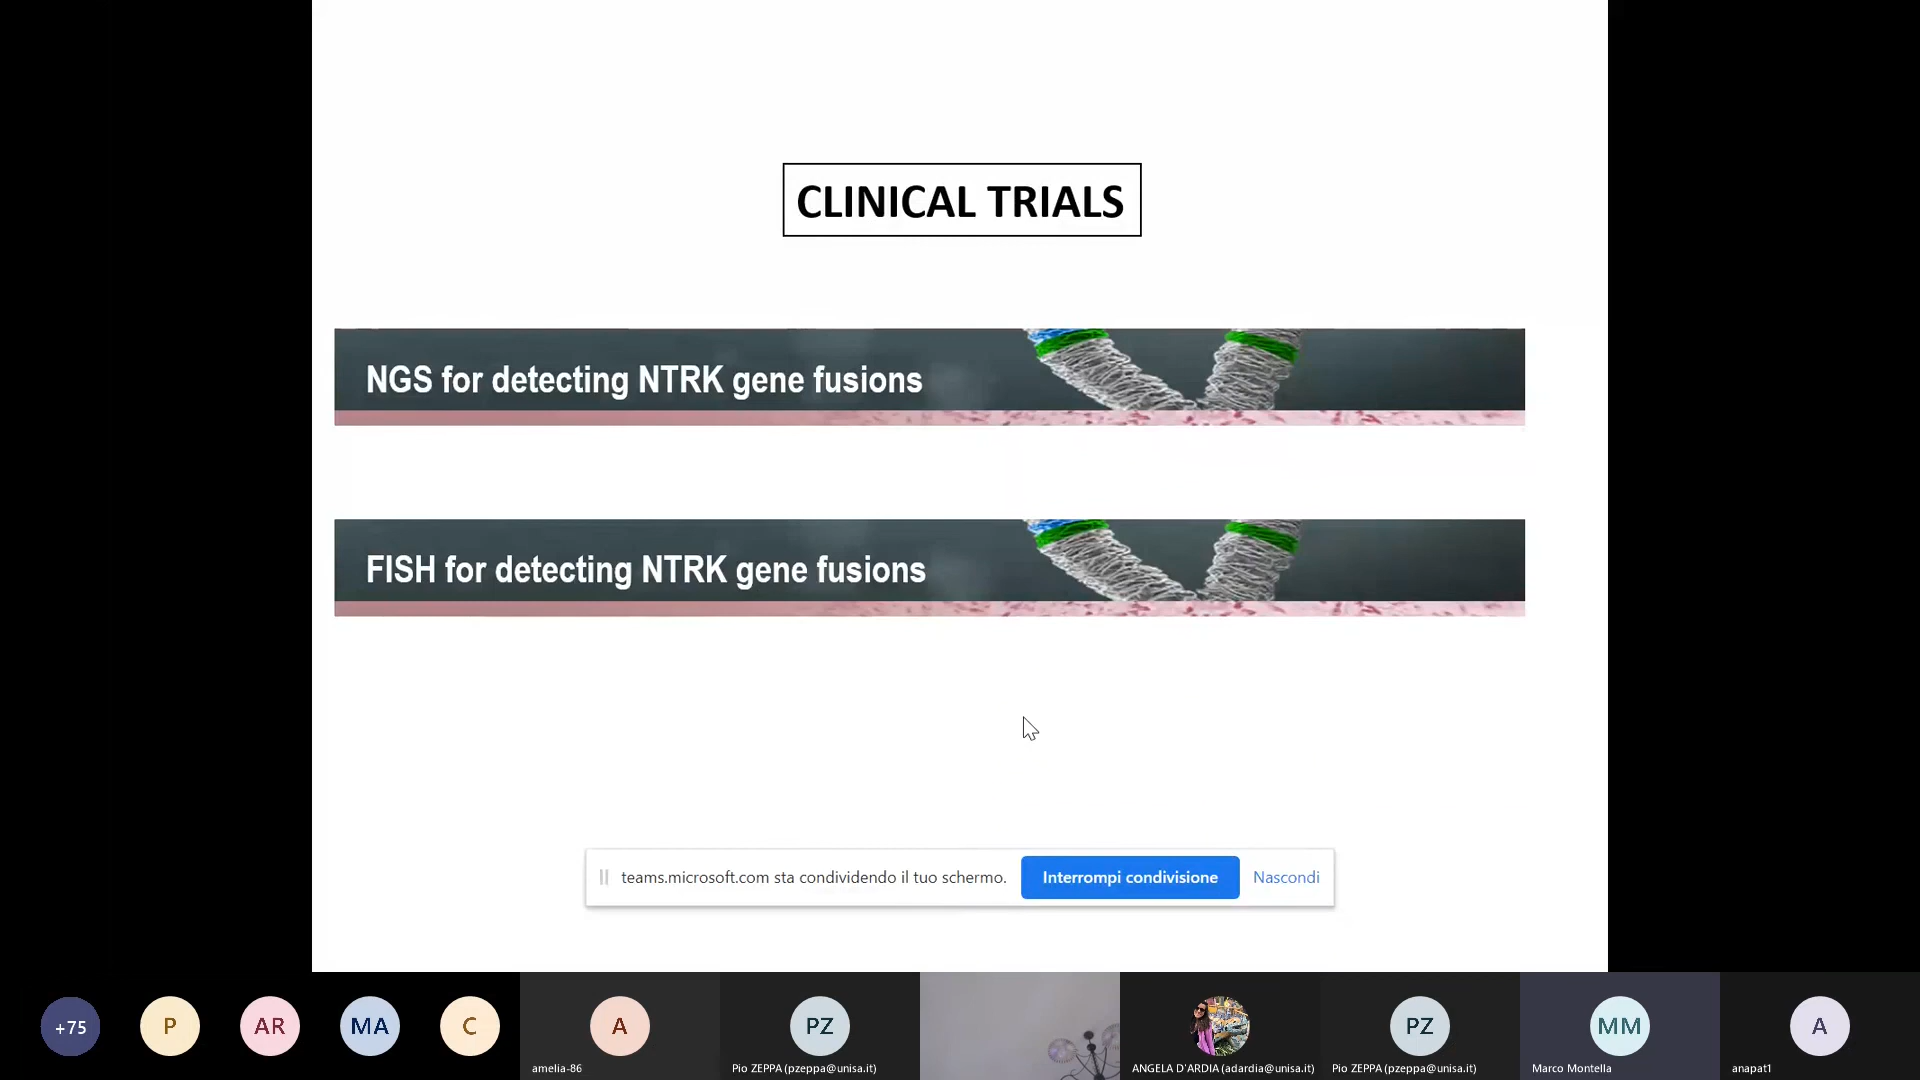 CLINICAL TRIALS
NGS for detecting NTRK gene fusions
FISH for detecting NTRK gene fusions
teams.microsoft.com sta condividendo il tuo schermo.
Interrompi condivisione
Nascondi
+75
P
AR
MA
C
A
amelia-86
PZ
Pio ZEPPA (pzeppa@unisa.it)
ANGELA D'ARDIA (adardia@unisa.it)
PZ
Pio ZEPPA (pzeppa@unisa.it)
MM
Marco Montella
A
anapat1